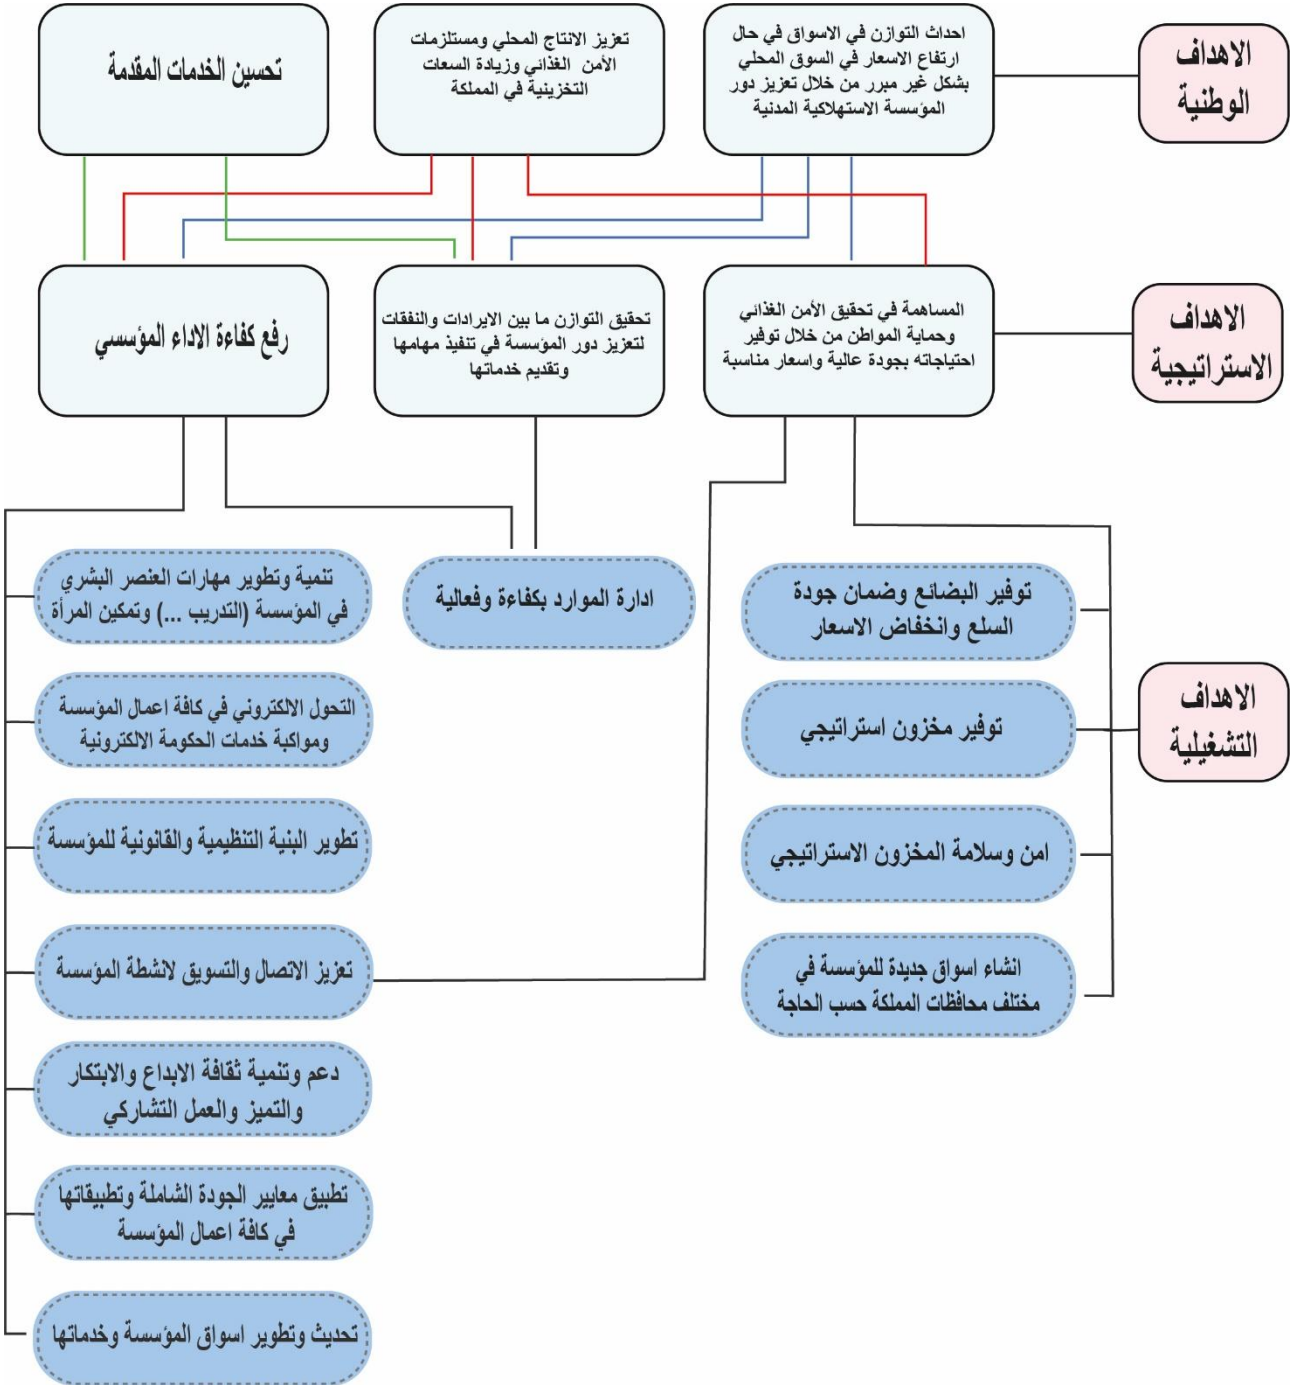 الاهداف
الوطنية
احداث التوازن في الاسواق في حال
ارتفاع الاسعار في السوق المحلي
بشكل غير مبرر من خلال تعزيز دور
المؤسسة الاستهلاكية المدنية
تعزيز الانتاج المحلي ومستلزمات
الأمن الغذائي وزيادة السعات
التخزينية في المملكة
تحسين الخدمات المقدمة
الاهداف
الاستراتيجية
المساهمة في تحقيق الأمن الغذائي
وحماية المواطن من خلال توفير
احتياجاته بجودة عالية واسعار مناسبة
تحقيق التوازن ما بين الايرادات والنفقات
لتعزيز دور المؤسسة في تنفيذ مهامها
وتقديم خدماتها
رفع كفاءة الاداء المؤسسي
الاهداف
التشغيلية
توفير البضائع وضمان جودة
السلع وانخفاض الاسعار
توفير مخزون استراتيجي
امن وسلامة المخزون الاستراتيجي
انشاء اسواق جديدة للمؤسسة في
مختلف محافظات المملكة حسب الحاجة
ادارة الموارد بكفاءة وفعالية
تنمية وتطوير مهارات العنصر البشري
في المؤسسة (التدريب ...) وتمكين المرأة
التحول الالكتروني في كافة اعمال المؤسسة
ومواكبة خدمات الحكومة الالكترونية
تطوير البنية التنظيمية والقانونية للمؤسسة
تعزيز الاتصال والتسويق لانشطة المؤسسة
دعم وتنمية ثقافة الابداع والابتكار
والتميز والعمل التشاركي
تطبيق معايير الجودة الشاملة وتطبيقاتها
في كافة اعمال المؤسسة
تحديث وتطوير اسواق المؤسسة وخدماتها